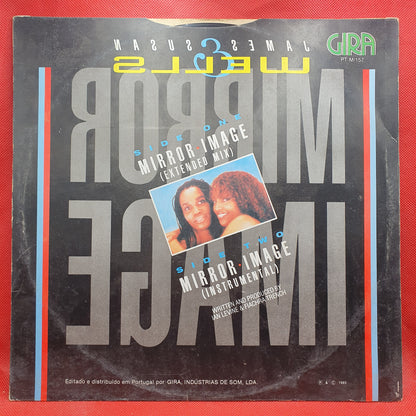 GIRA
PT M/157
JAMES & SUSAN
WELLS
MIRROR
IMAGE
SIDE ONE
MIRROR IMAGE
(EXTENDED MIX)
SIDE TWO
MIRROR IMAGE
(INSTRUMENTAL)
WRITTEN AND PRODUCED BY
IAN LEVINE & FIACHRA TRENCH
Editado e distribuído em Portugal por: GIRA, INDÚSTRIAS DE SOM, LDA.